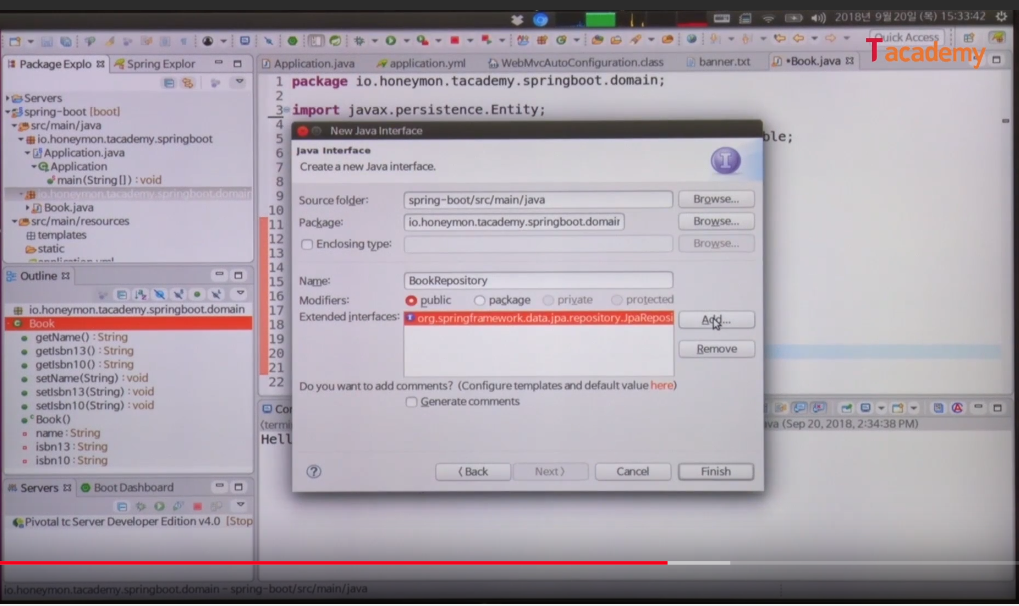 2018년 9월20일 (목) 15:33:42
Quick Access
Tacademy
Package Explo
Spring Explor
Servers
spring-boot [boot]
src/main/java
io.honeymon.tacademy.springboot
Application.java
Application
main(String[]) : void
io.honeymon.tacademy.springboot.domain
Book.java
src/main/resources
templates
static
Application.java
application.yml
WebMvcAutoConfiguration.class
banner.txt
*Book.java
1 package io.honeymon.tacademy.springboot.domain;
2
3 import javax.persistence.Entity;
4
5
6
7
8
9
10
11
12
13
14
15
16
17
18
19
20
21
22
ble;
New Java Interface
Java Interface
Create a new Java interface.
Source folder: spring-boot/src/main/java Browse...
Package: io.honeymon.tacademy.springboot.domair Browse...
Enclosing type: Browse...
Name: BookRepository
Modifiers: public package private protected
Extended interfaces: org.springframework.data.jpa.repository.JpaReposi Add...
Remove
Do you want to add comments? (Configure templates and default value here)
Generate comments
< Back Next > Cancel Finish
Outline
io.honeymon.tacademy.springboot.domain
Book
getName() : String
getIsbn13() : String
getIsbn10() : String
setName(String) : void
setIsbn13(String) : void
setIsbn10(String) : void
Book()
name : String
isbn13 : String
isbn10 : String
Servers
Boot Dashboard
Pivotal tc Server Developer Edition v4.0 [Stop
Con
(termi
va (Sep 20, 2018, 2:34:38 PM)
Hell
io.honeymon.tacademy.springboot.domain - spring-boot/src/main/java